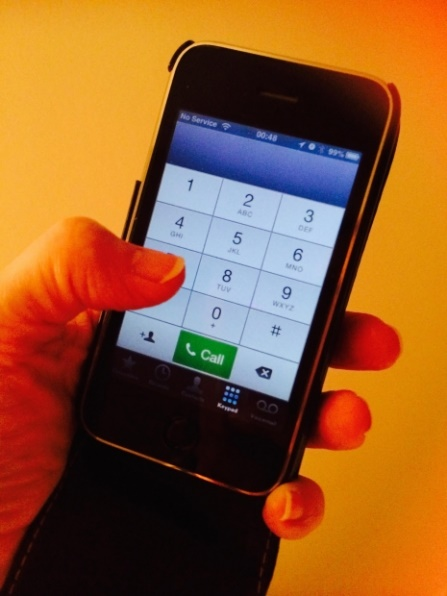 No Service 00:48 99%
1
2
3
ABC
DEF
4
5
6
GHI
JKL
MNO
8
9
TUV
WXYZ
0
#
+
Call
Keypad